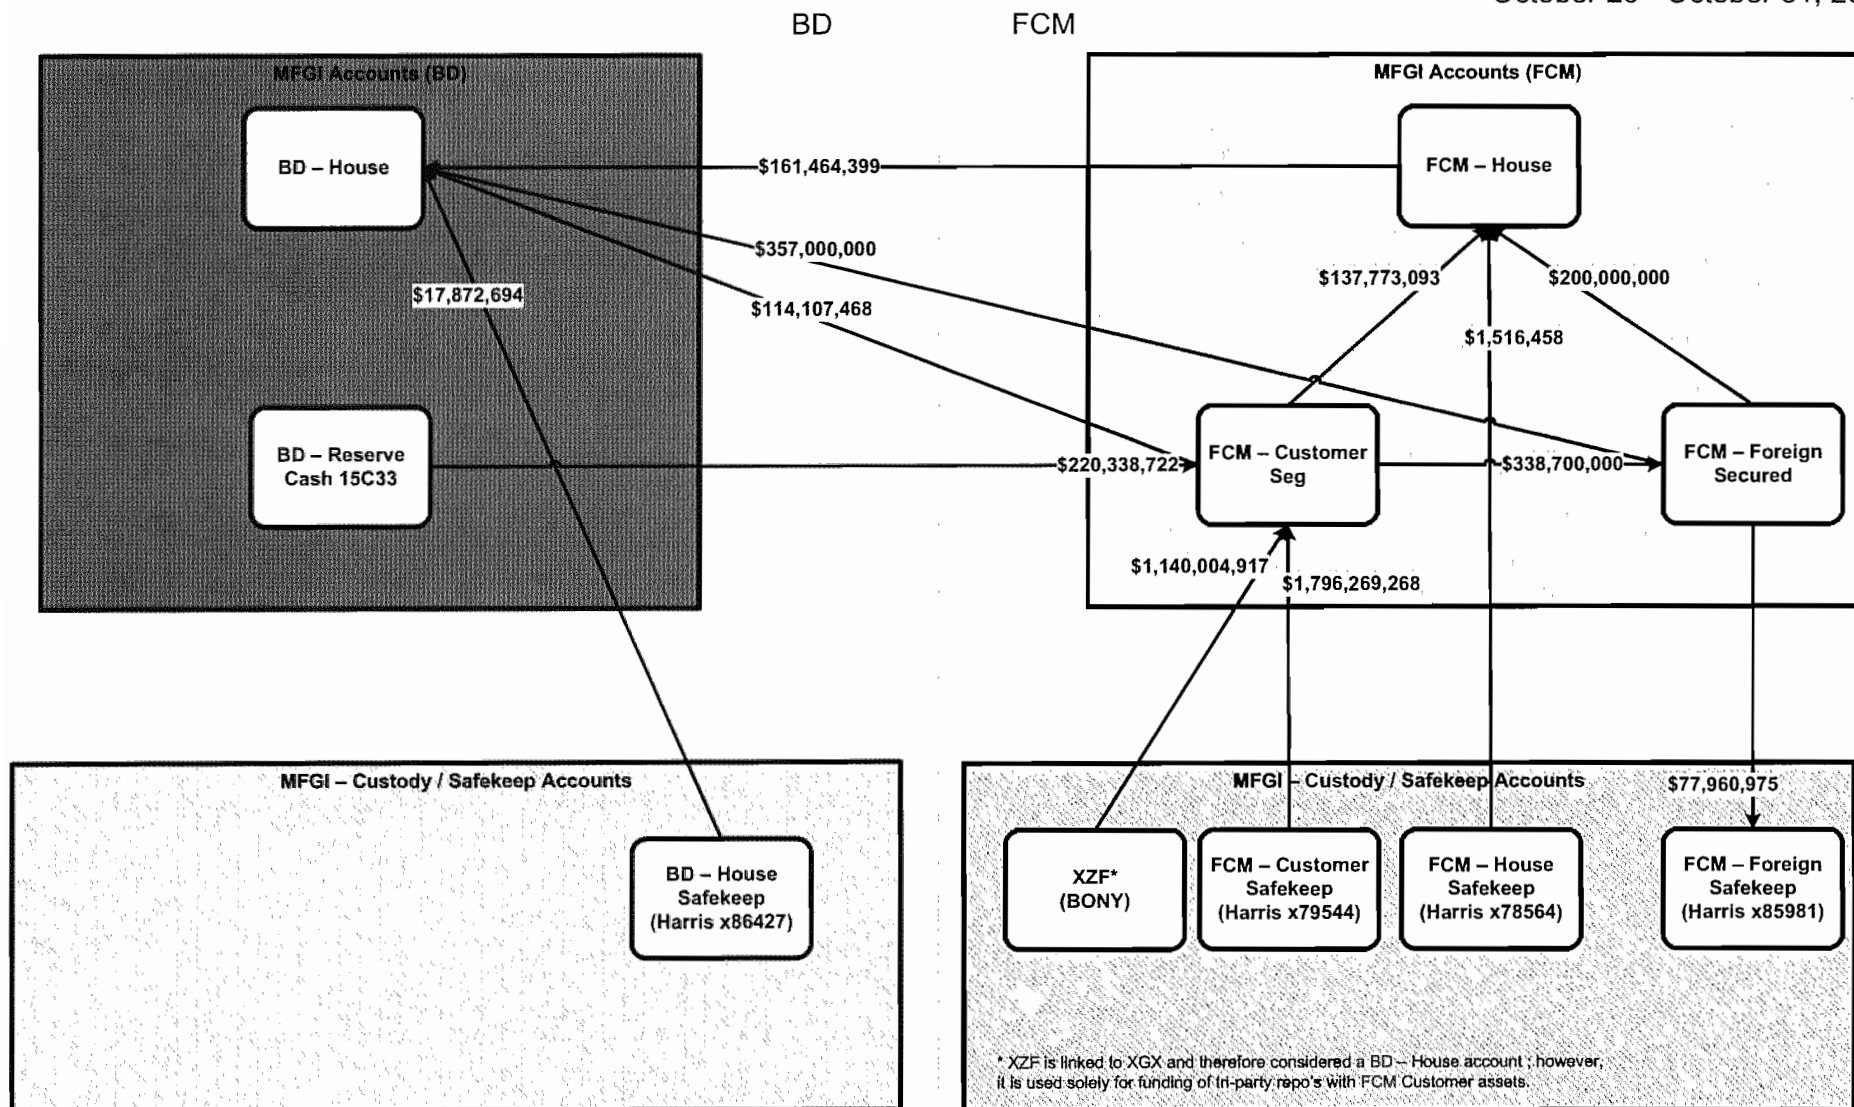 BD FCM
MFGI Accounts (BD)
MFGI Accounts (FCM)
BD – House
$161,464,399
FCM – House
$357,000,000
$137,773,093
$200,000,000
$17,872,694
$114,107,468
$1,516,458
BD – Reserve
Cash 15C33
$220,338,722
FCM – Customer
Seg
$338,700,000
FCM – Foreign
Secured
$1,140,004,917
$1,796,269,268
MFGI – Custody / Safekeep Accounts
MFGI – Custody / Safekeep Accounts
$77,960,975
BD – House
Safekeep
(Harris x86427)
XZF*
(BONY)
FCM – Customer
Safekeep
(Harris x79544)
FCM – House
Safekeep
(Harris x78564)
FCM – Foreign
Safekeep
(Harris x85981)
* XZF is linked to XGX and therefore considered a BD – House account ; however,
it is used solely for funding of tri-party repo's with FCM Customer assets.